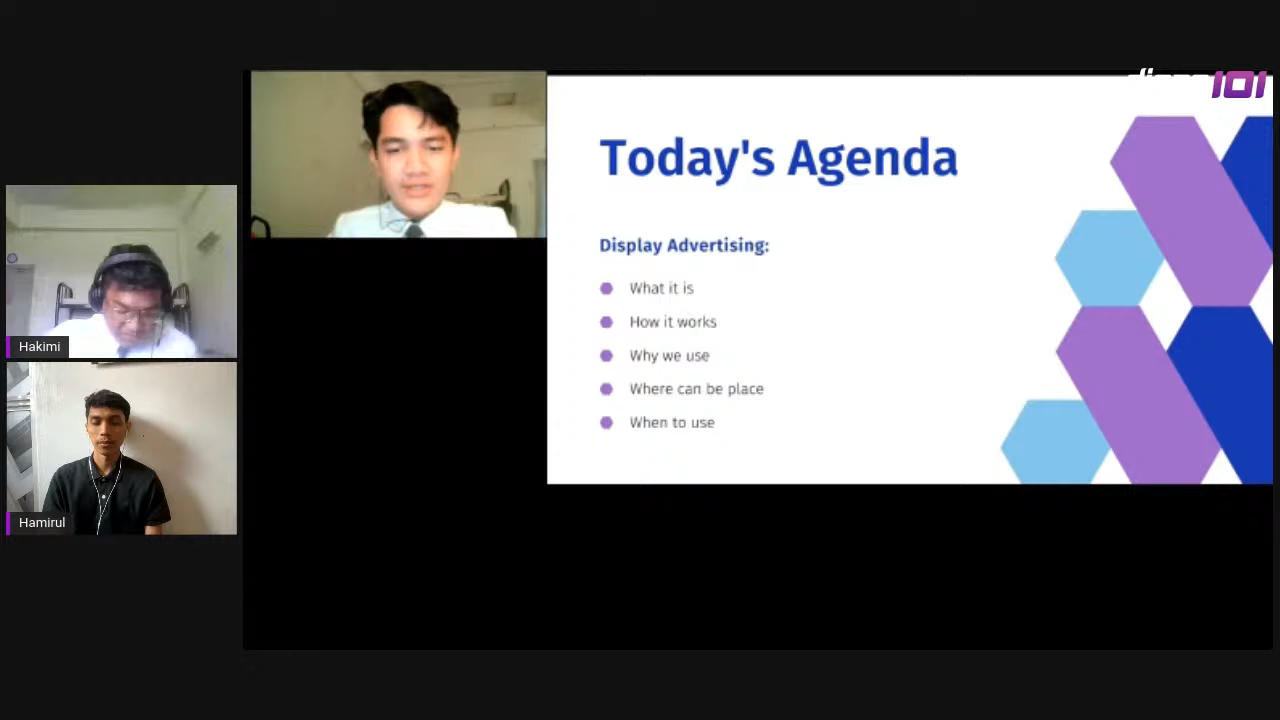 101
Today's Agenda
Display Advertising:
What it is
How it works
Why we use
Where can be place
When to use
Hakimi
Hamirul